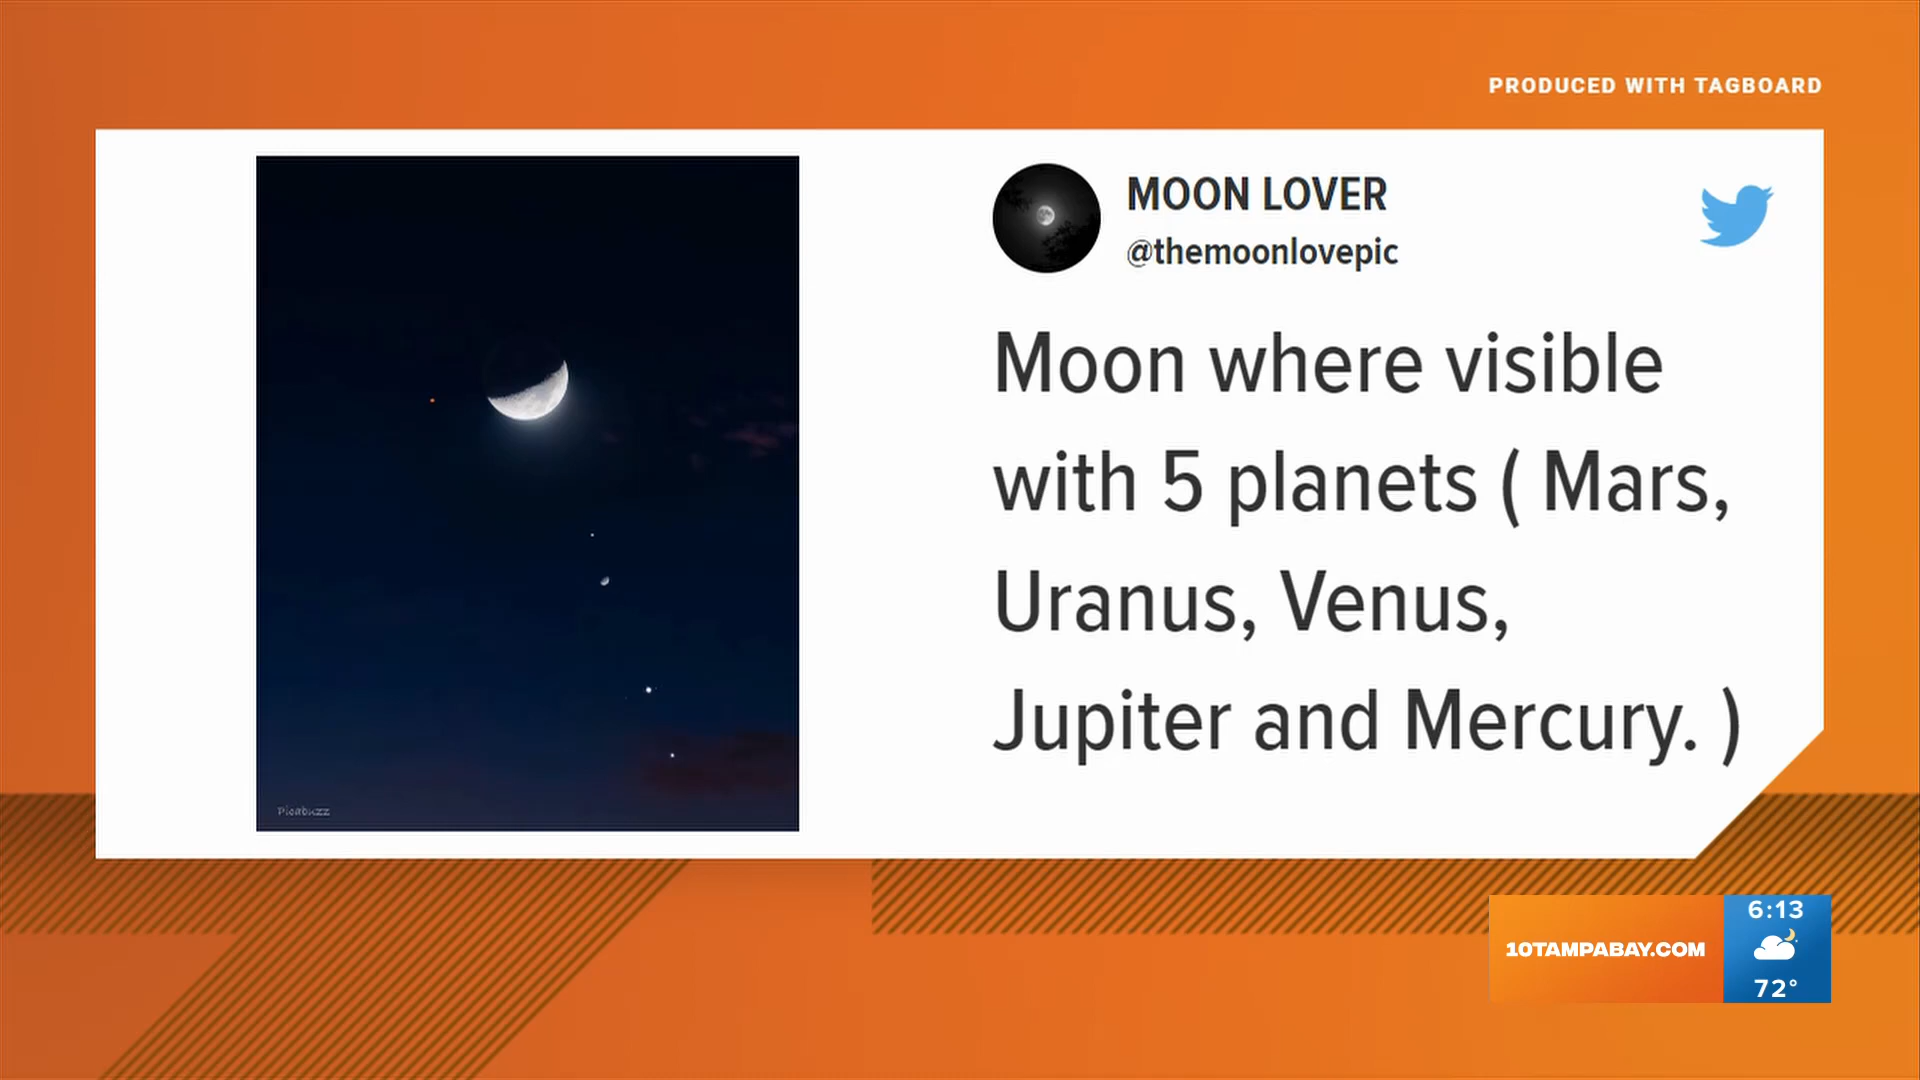 PRODUCED WITH TAGBOARD
MOON LOVER
@themoonlovepic
Moon where visible
with 5 planets ( Mars,
Uranus, Venus,
Jupiter and Mercury. )
Picabuzz
10TAMPABAY.COM
6:13
72°